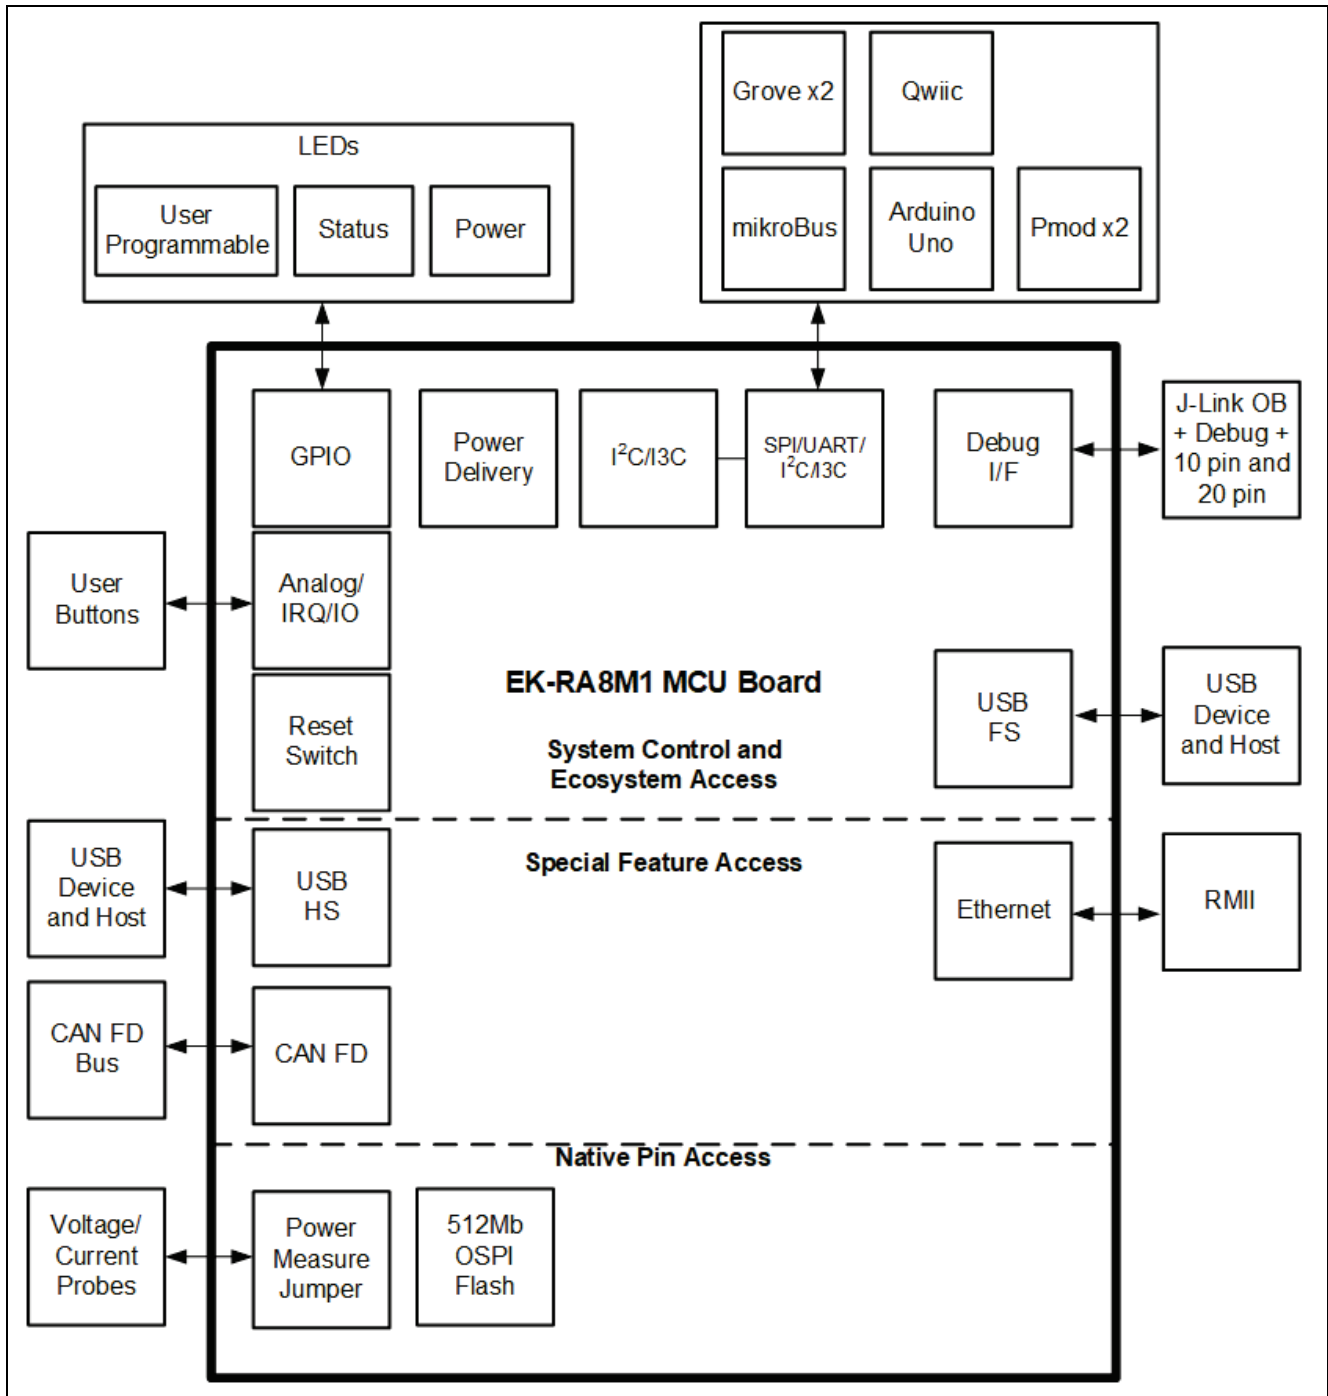 Grove x2
Qwiic
LEDs
User
Programmable
Status
Power
mikroBus
Arduino
Uno
Pmod x2
GPIO
Power
Delivery
I²C/I3C
SPI/UART/
I²C/I3C
Debug
I/F
J-Link OB
+ Debug +
10 pin and
20 pin
User
Buttons
Analog/
IRQ/IO
EK-RA8M1 MCU Board
Reset
Switch
System Control and
Ecosystem Access
USB
FS
USB
Device
and Host
USB
Device
and Host
USB
HS
Special Feature Access
Ethernet
RMII
CAN FD
Bus
CAN FD
Native Pin Access
Voltage/
Current
Probes
Power
Measure
Jumper
512Mb
OSPI
Flash